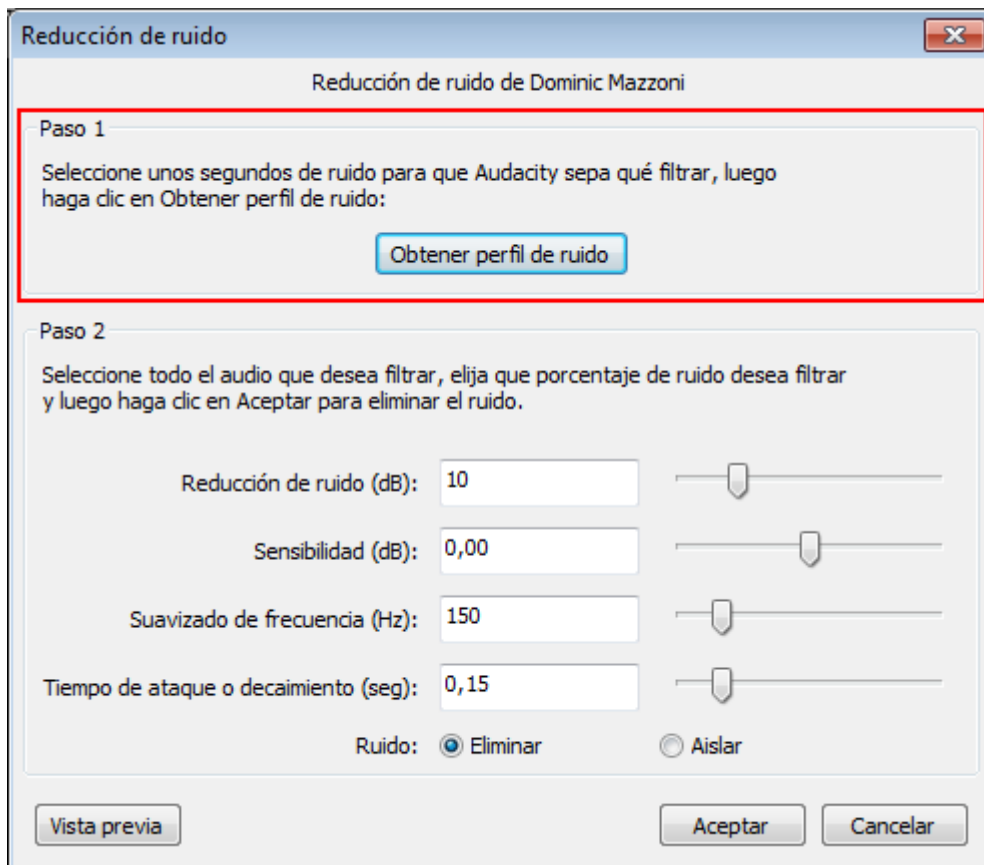 Reducción de ruido
Reducción de ruido de Dominic Mazzoni
Paso 1
Seleccione unos segundos de ruido para que Audacity sepa qué filtrar, luego
haga clic en Obtener perfil de ruido:
Obtener perfil de ruido
Paso 2
Seleccione todo el audio que desea filtrar, elija que porcentaje de ruido desea filtrar
y luego haga clic en Aceptar para eliminar el ruido.
Reducción de ruido (dB): 10
Sensibilidad (dB): 0,00
Suavizado de frecuencia (Hz): 150
Tiempo de ataque o decaimiento (seg): 0,15
Ruido: Eliminar Aislar
Vista previa Aceptar Cancelar